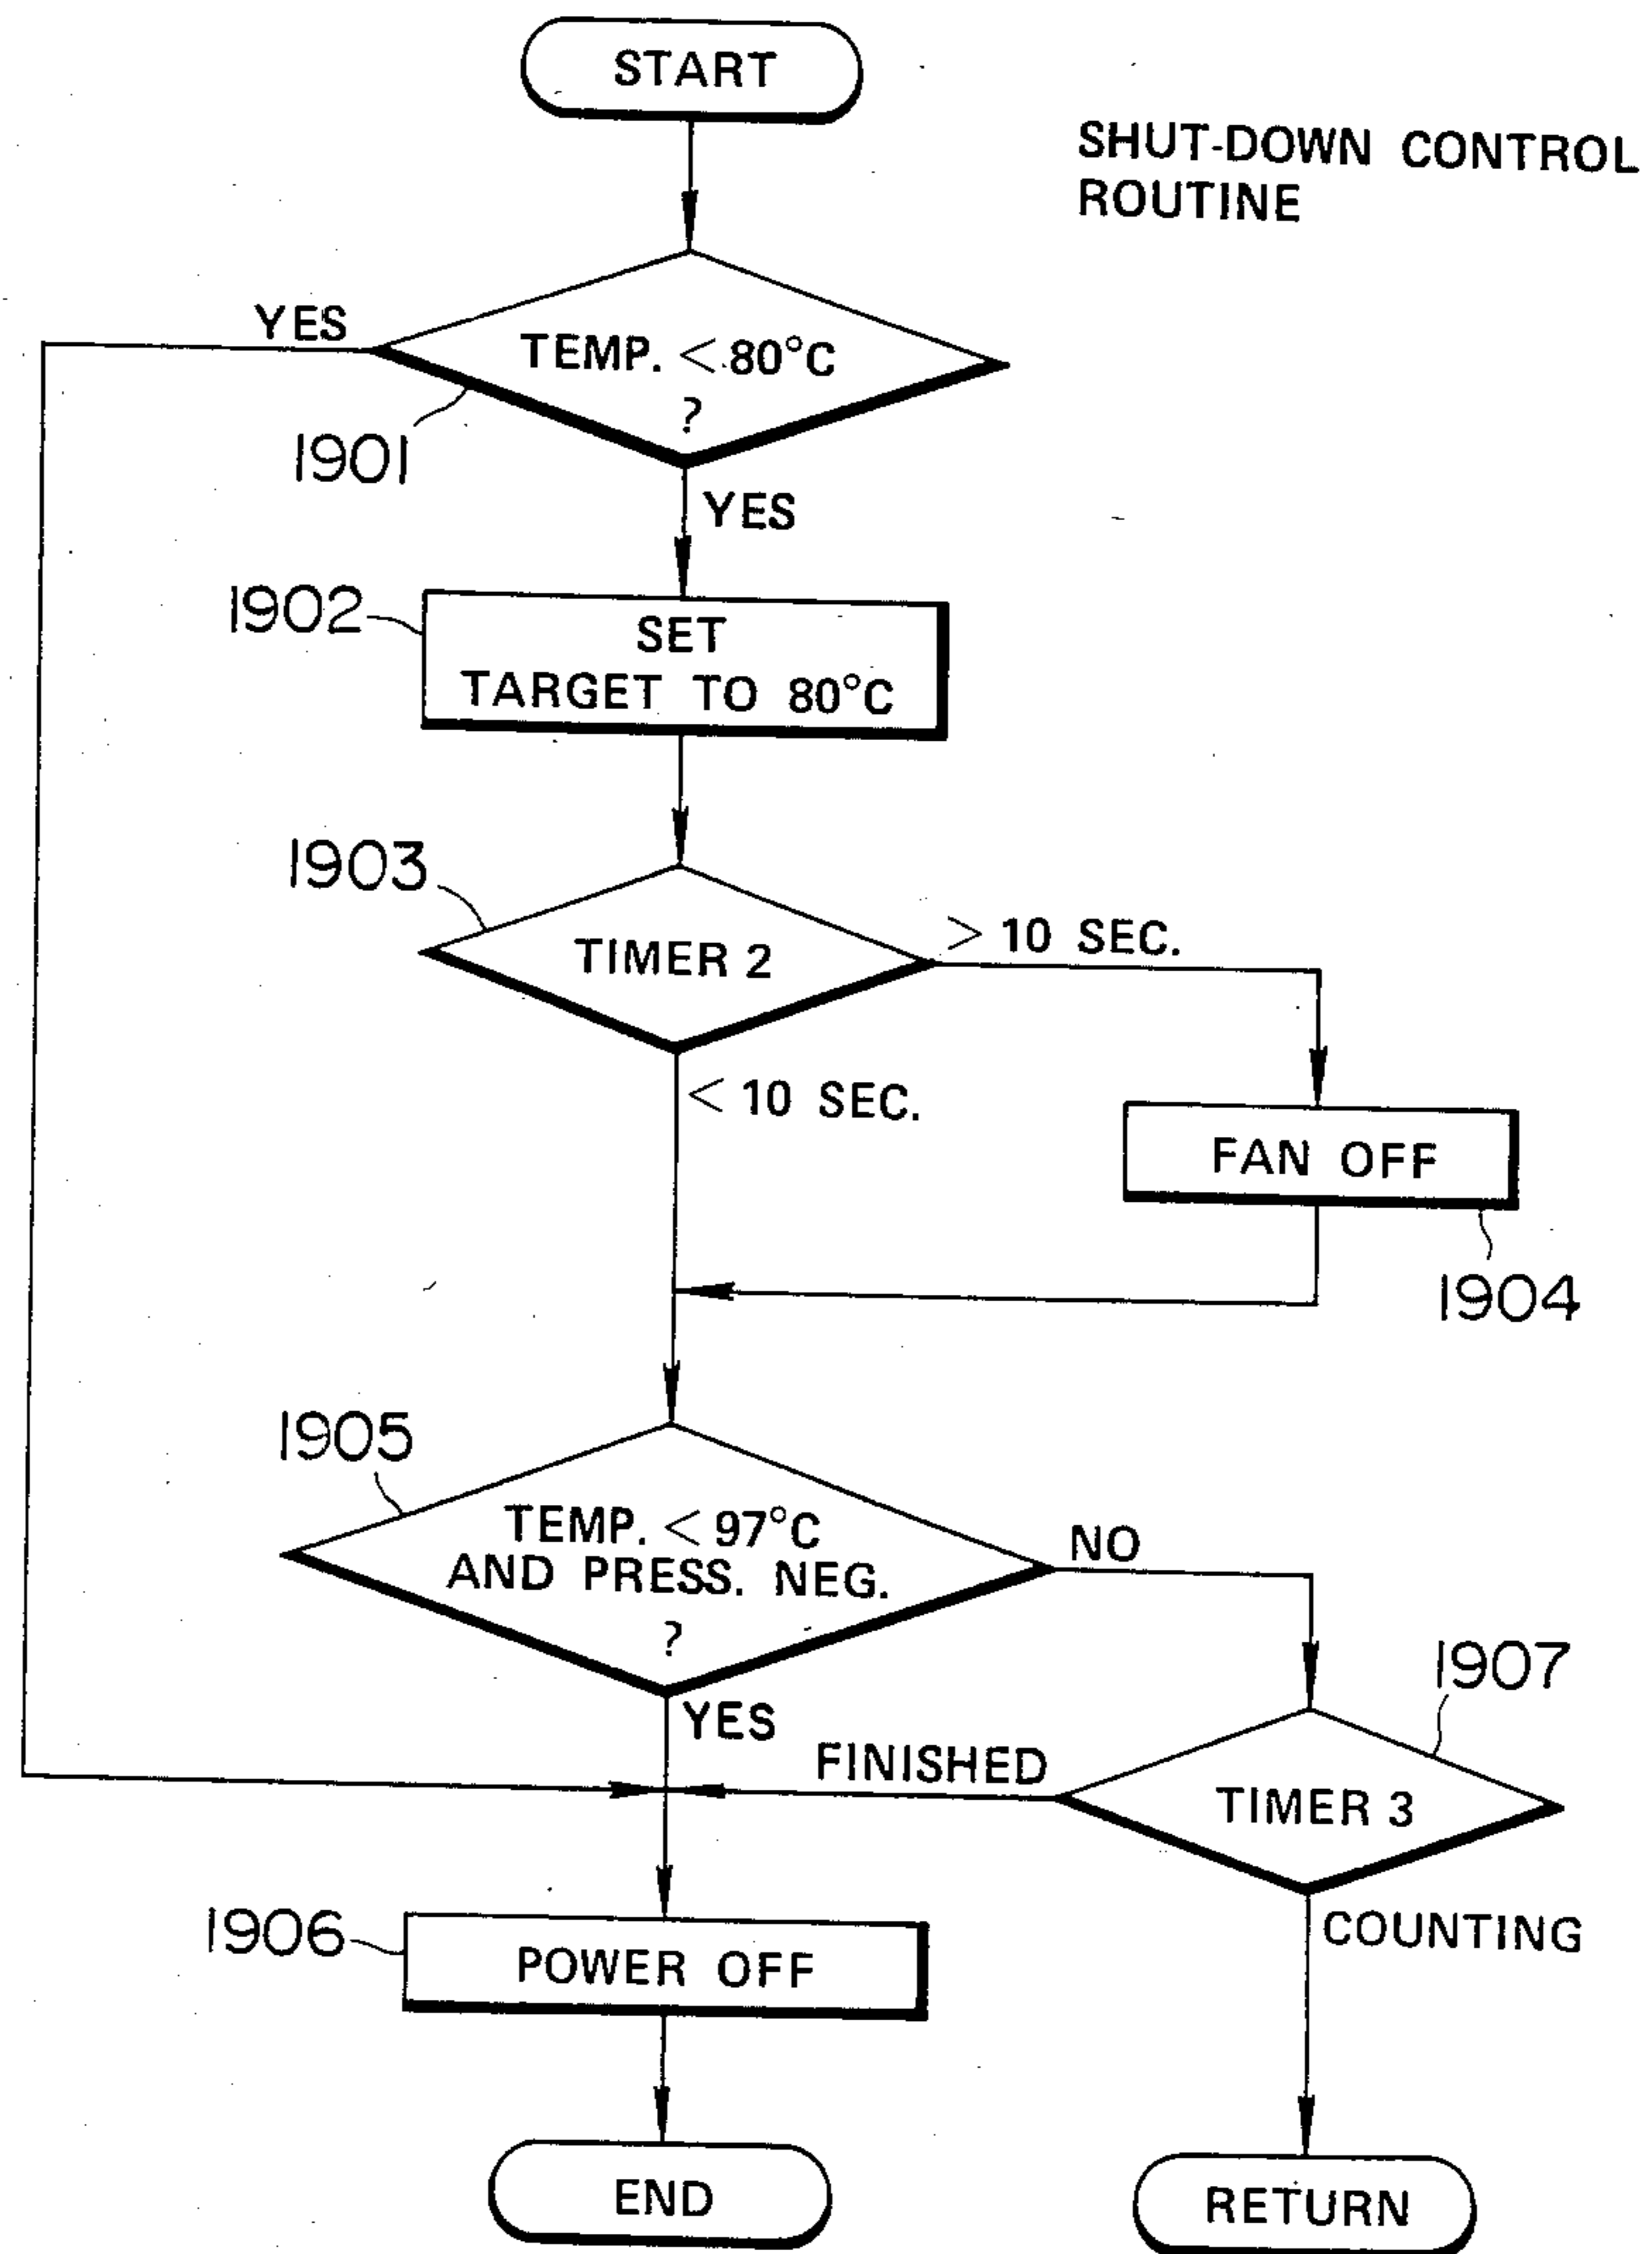 START
SHUT-DOWN CONTROL
ROUTINE
YES
TEMP. < 80°C
?
1901
YES
1902
SET
TARGET TO 80°C
1903
TIMER 2
> 10 SEC.
< 10 SEC.
FAN OFF
1904
1905
TEMP. < 97°C
AND PRESS. NEG.
?
NO
YES
1907
FINISHED
TIMER 3
1906
POWER OFF
COUNTING
END
RETURN